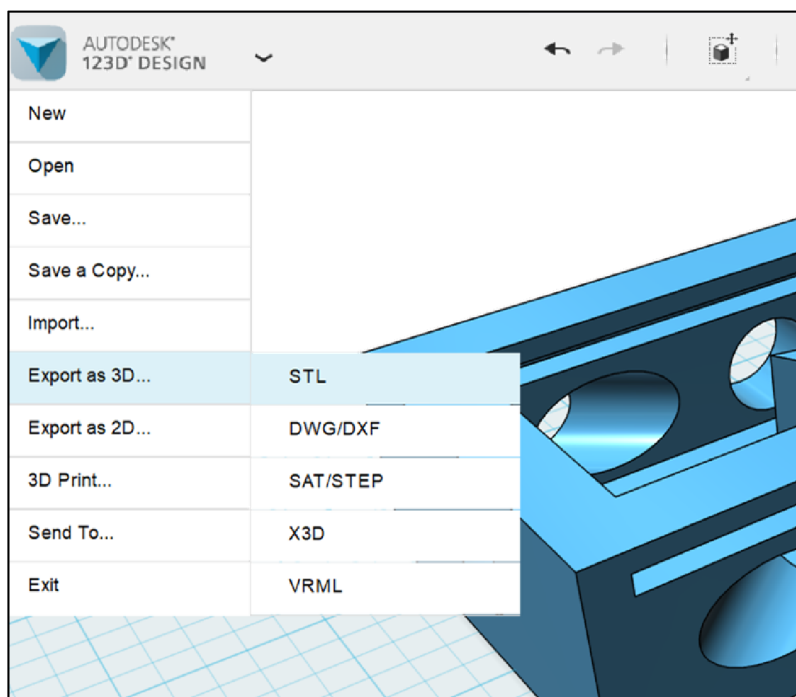 AUTODESK®
123D® DESIGN
New
Open
Save...
Save a Copy...
Import...
Export as 3D...
STL
Export as 2D...
DWG/DXF
3D Print...
SAT/STEP
Send To...
X3D
Exit
VRML